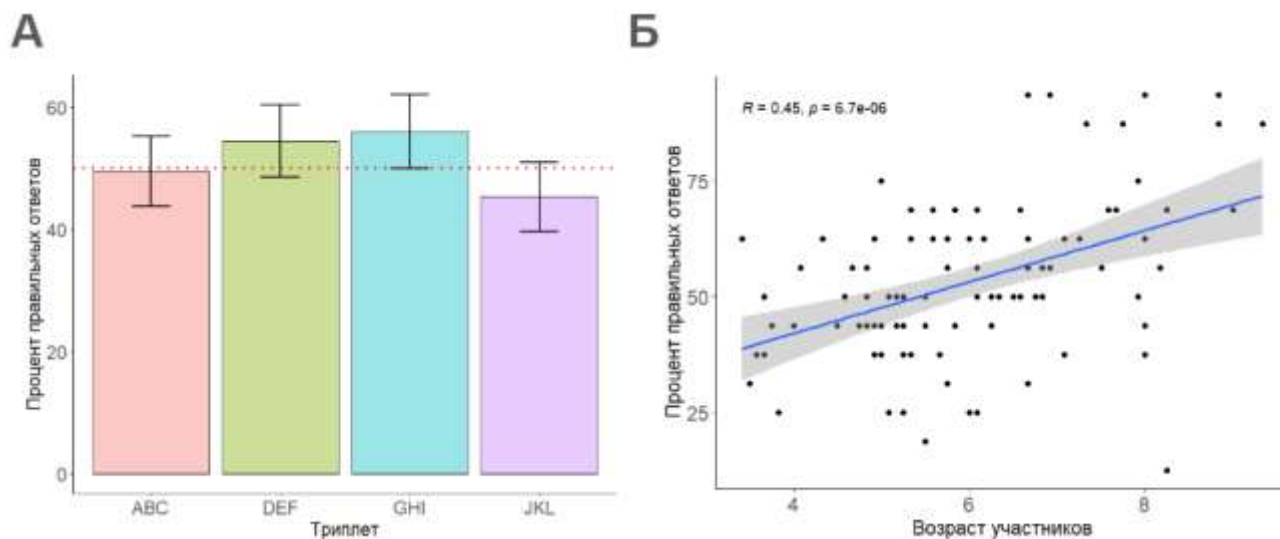 А
Процент правильных ответов
60
40
20
0
ABC DEF GHI JKL
Триплет
Б
R = 0.45, p = 6.7e-06
Процент правильных ответов
75
50
25
4 6 8
Возраст участников